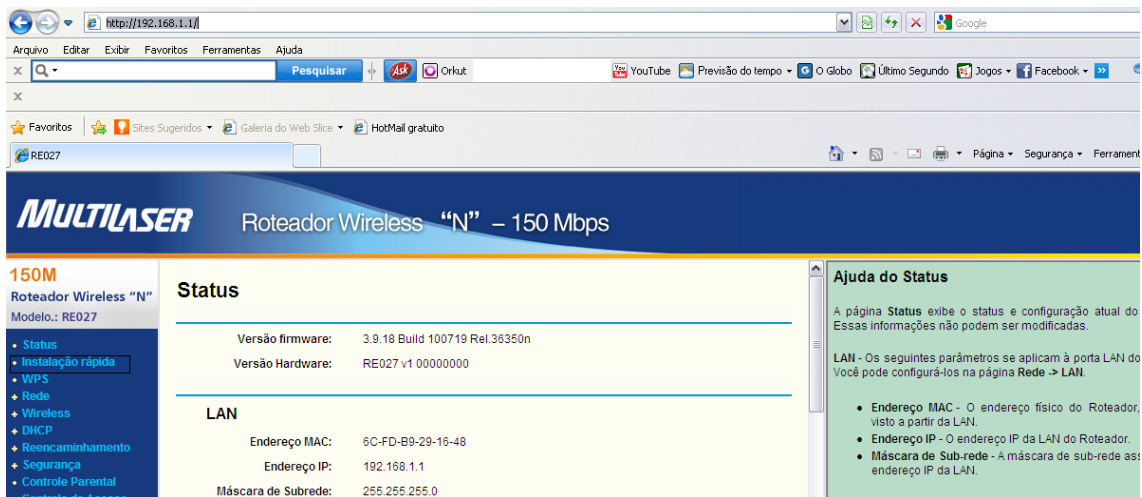 http://192.168.1.1/
Google
Arquivo Editar Exibir Favoritos Ferramentas Ajuda
x Pesquisar Ask Orkut You YouTube Previsão do tempo G O Globo Último Segundo Jogos Facebook »
x
Favoritos Sites Sugeridos Galeria do Web Slice HotMail gratuito
RE027 Página Segurança
MULTILASER Roteador Wireless “N” – 150 Mbps
150M
Roteador Wireless “N”
Modelo.: RE027
Status
Instalação rápida
WPS
Rede
Wireless
DHCP
Reencaminhamento
Segurança
Controle Parental
Status
Versão firmware: 3.9.18 Build 100719 Rel.36350n
Versão Hardware: RE027 v1 00000000
LAN
Endereço MAC: 6C-FD-B9-29-16-48
Endereço IP: 192.168.1.1
Máscara de Subrede: 255.255.255.0
Ajuda do Status
A página Status exibe o status e configuração atual do
Essas informações não podem ser modificadas.
LAN - Os seguintes parâmetros se aplicam à porta LAN do
Você pode configurá-los na página Rede -> LAN.
Endereço MAC - O endereço físico do Roteador,
visto a partir da LAN.
Endereço IP - O endereço IP da LAN do Roteador.
Máscara de Sub-rede - A máscara de sub-rede
endereço IP da LAN.